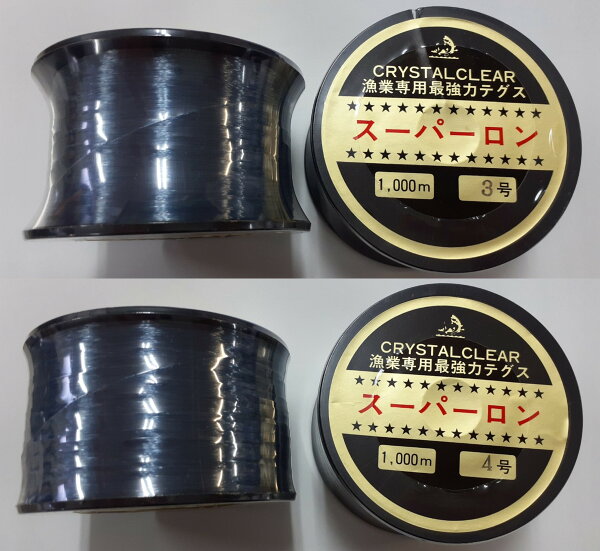 CRYSTALCLEAR
漁業専用最強力テグス
スーパーロン
1,000m 3号
CRYSTALCLEAR
漁業専用最強力テグス
スーパーロン
1,000m 4号